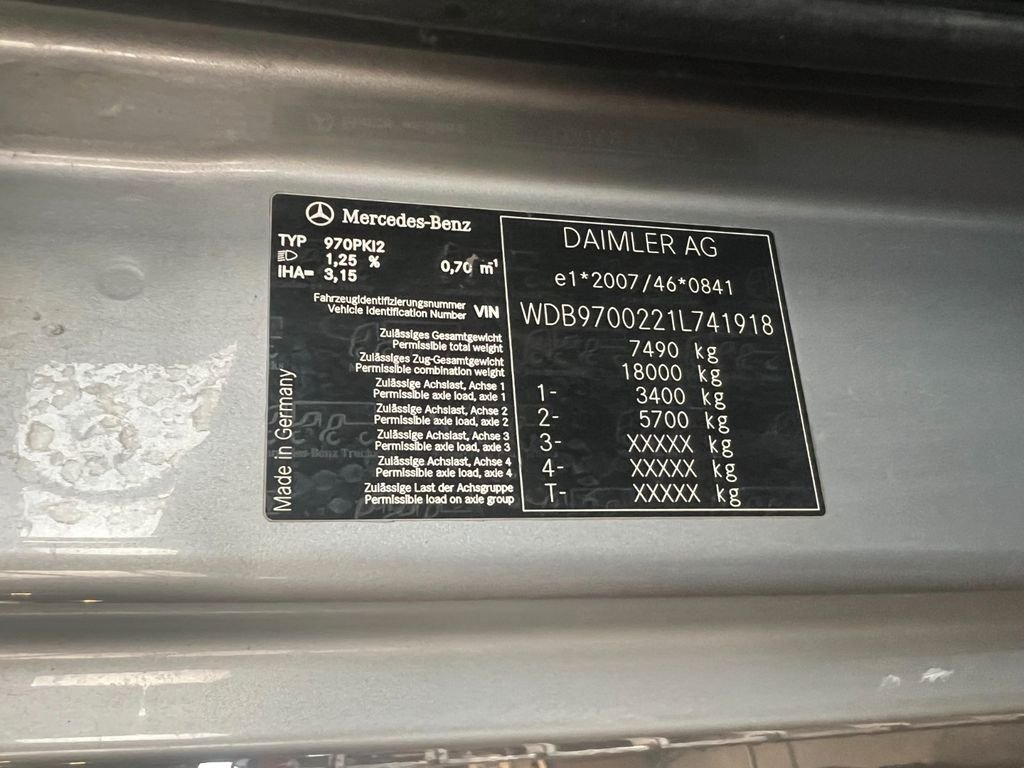 Mercedes-Benz
TYP 970PKI2
1,25 % 0,70 m-1
IHA= 3,15
DAIMLER AG
e1*2007/46*0841
Fahrzeugidentifizierungsnummer
Vehicle Identification Number VIN WDB9700221L741918
Zulässiges Gesamtgewicht
Permissible total weight 7490 kg
Zulässiges Zug-Gesamtgewicht
Permissible combination weight 18000 kg
Zulässige Achslast, Achse 1
Permissible axle load, axle 1 1- 3400 kg
Zulässige Achslast, Achse 2
Permissible axle load, axle 2 2- 5700 kg
Zulässige Achslast, Achse 3
Permissible axle load, axle 3 3- XXXXX kg
Zulässige Achslast, Achse 4
Permissible axle load, axle 4 4- XXXXX kg
Zulässige Last der Achsgruppe
Permissible load on axle group T- XXXXX kg
Made in Germany